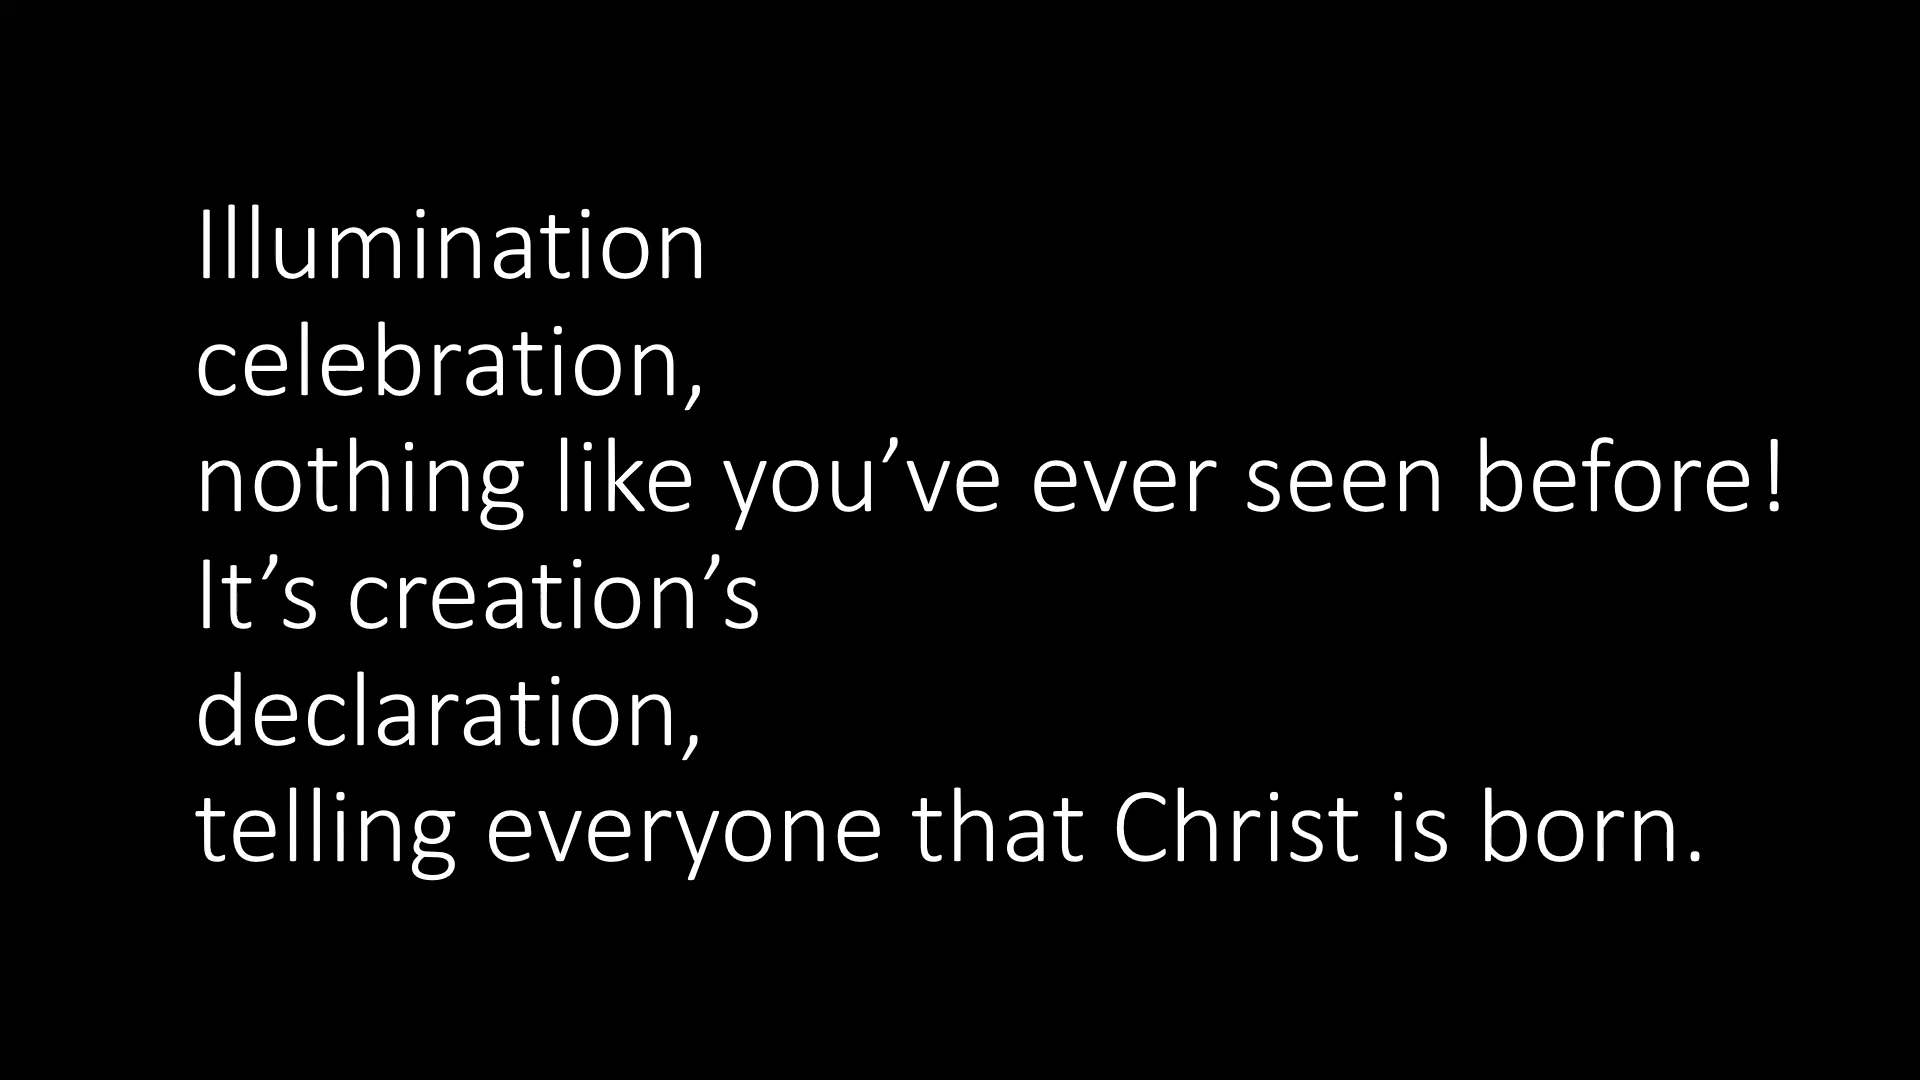 Illumination
celebration,
nothing like you’ve ever seen before!
It’s creation’s
declaration,
telling everyone that Christ is born.